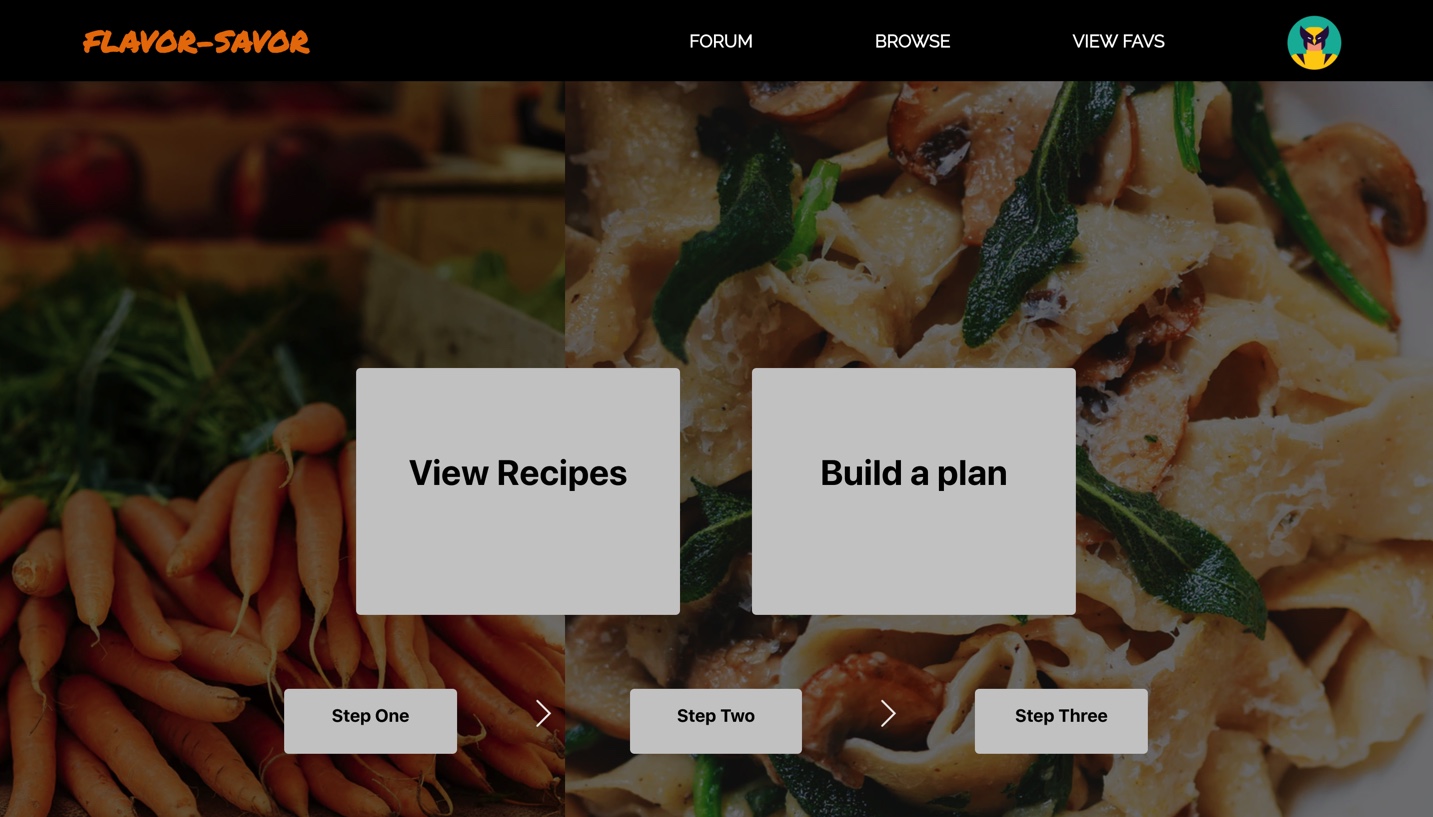 FLAVOR-SAVOR
FORUM
BROWSE
VIEW FAVS
View Recipes
Build a plan
Step One
Step Two
Step Three